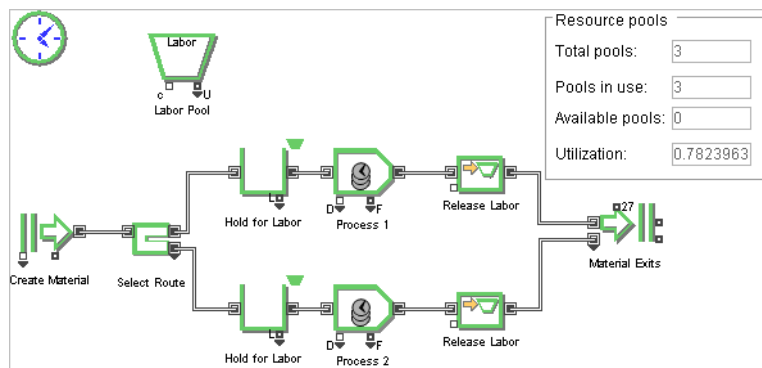 Labor
c
U
Labor Pool
Resource pools
Total pools: 3
Pools in use: 3
Available pools: 0
Utilization: 0.7823963
L
Hold for Labor
D
F
Process 1
Release Labor
Create Material
Select Route
27
Material Exits
L
Hold for Labor
D
F
Process 2
Release Labor